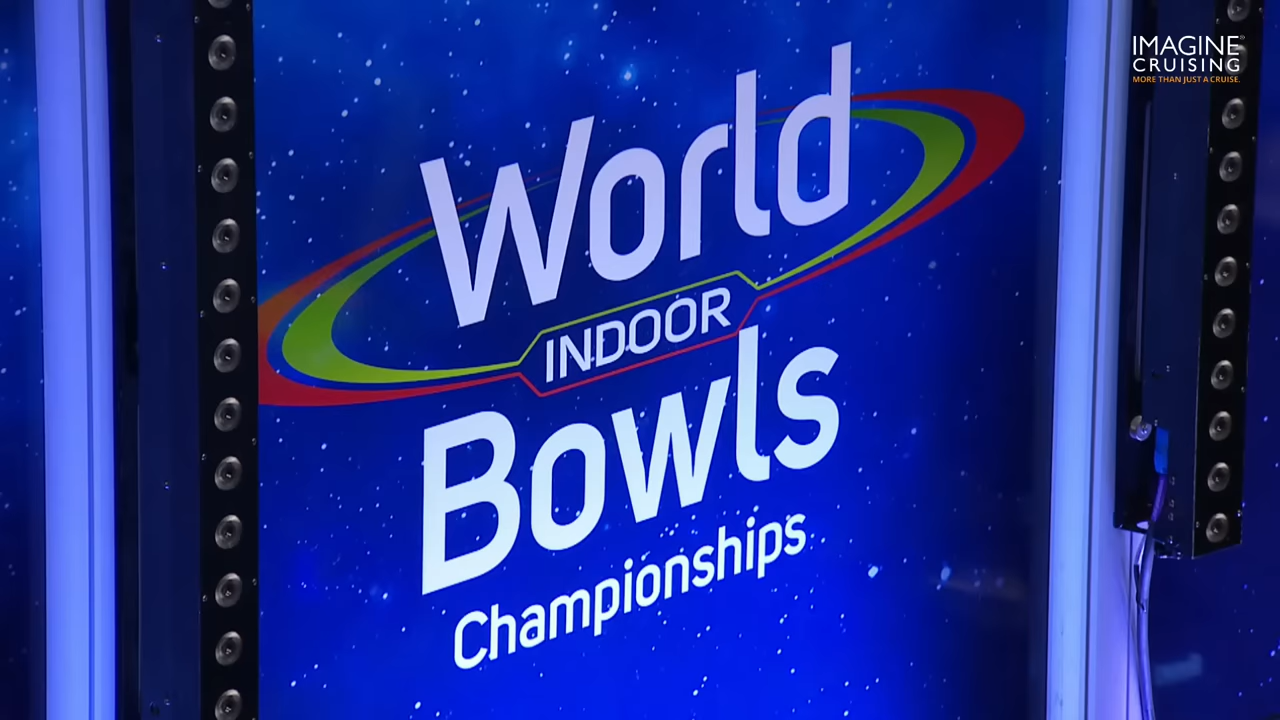 IMAGINE
CRUISING
MORE THAN JUST A CRUISE.
World
INDOOR
Bowls
Championships